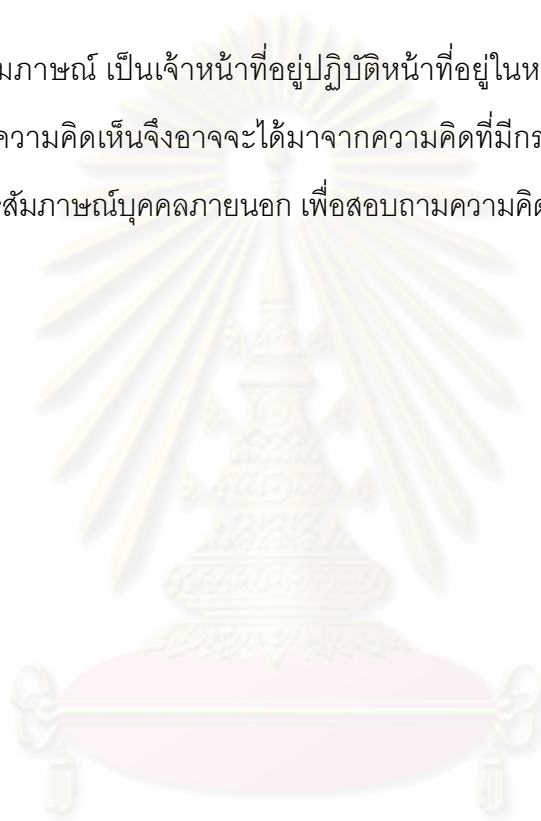 มภาษณ์ เป็นเจ้าหน้าที่อยู่ปฏิบัติหน้าที่อยู่ในห
ความคิดเห็นจึงอาจจะได้มาจากความคิดที่มีกร
สัมภาษณ์บุคคลภายนอก เพื่อสอบถามความคิด